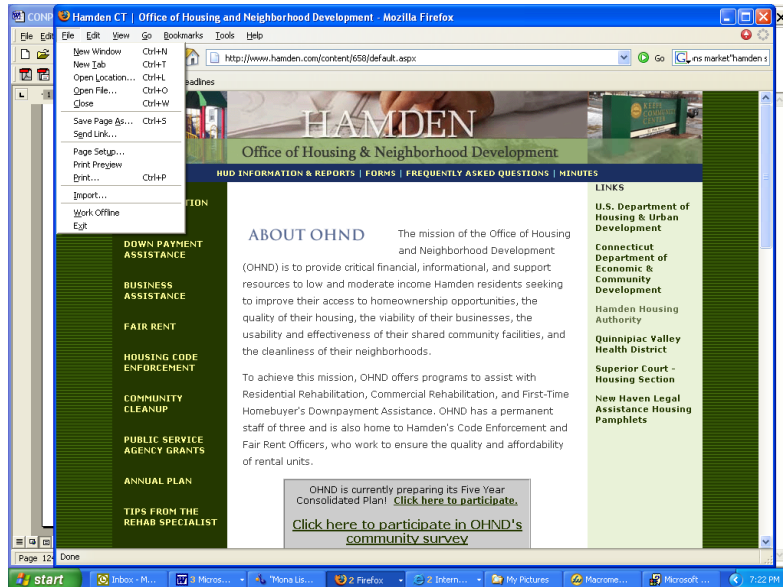 CONP
Hamden CT | Office of Housing and Neighborhood Development - Mozilla Firefox
File Edit
File Edit View Go Bookmarks Tools Help
New Window Ctrl+N
New Tab Ctrl+T
Open Location... Ctrl+L
Open File... Ctrl+O
Close Ctrl+W
Save Page As... Ctrl+S
Send Link...
Page Setup...
Print Preview
Print... Ctrl+P
Import...
Work Offline
Exit
http://www.hamden.com/content/658/default.aspx
Go
ns market"hamden s
eadlines
HAMDEN
Office of Housing & Neighborhood Development
KEEFE
COMMUNITY
CENTER
HUD INFORMATION & REPORTS | FORMS | FREQUENTLY ASKED QUESTIONS | MINUTES
TION
DOWN PAYMENT
ASSISTANCE
BUSINESS
ASSISTANCE
FAIR RENT
HOUSING CODE
ENFORCEMENT
COMMUNITY
CLEANUP
PUBLIC SERVICE
AGENCY GRANTS
ANNUAL PLAN
TIPS FROM THE
REHAB SPECIALIST
ABOUT OHND
The mission of the Office of Housing
and Neighborhood Development
(OHND) is to provide critical financial, informational, and support
resources to low and moderate income Hamden residents seeking
to improve their access to homeownership opportunities, the
quality of their housing, the viability of their businesses, the
usability and effectiveness of their shared community facilities, and
the cleanliness of their neighborhoods.
To achieve this mission, OHND offers programs to assist with
Residential Rehabilitation, Commercial Rehabilitation, and First-Time
Homebuyer's Downpayment Assistance. OHND has a permanent
staff of three and is also home to Hamden's Code Enforcement and
Fair Rent Officers, who work to ensure the quality and affordability
of rental units.
OHND is currently preparing its Five Year
Consolidated Plan! Click here to participate.
Click here to participate in OHND's
community survey
LINKS
U.S. Department of
Housing & Urban
Development
Connecticut
Department of
Economic &
Community
Development
Hamden Housing
Authority
Quinnipiac Valley
Health District
Superior Court -
Housing Section
New Haven Legal
Assistance Housing
Pamphlets
Page 12
Done
start
Inbox - M...
3 Micros...
"Mona Lis...
2 Firefox
2 Intern...
My Pictures
Macrome...
Microsoft ...
7:22 PM